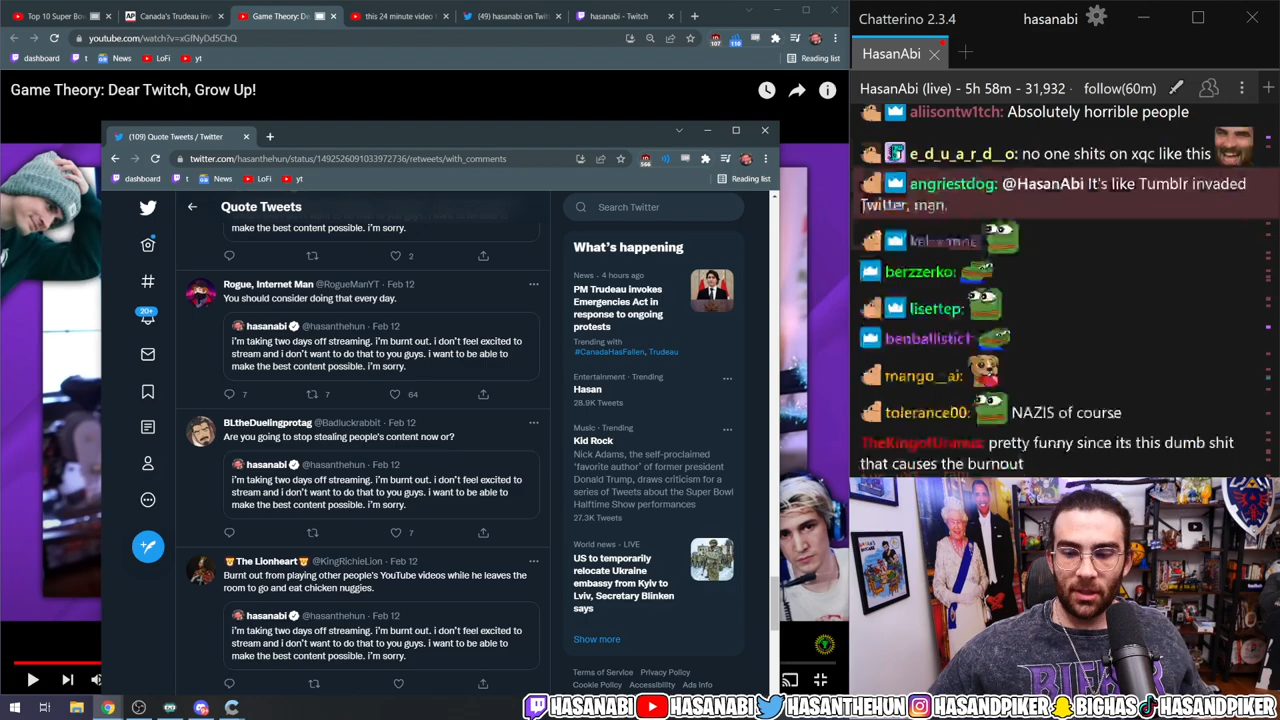 Top 10 Super Bow
Canada's Trudeau inv
Game Theory: De
this 24 minute video
(49) hasanabi on Twit
hasanabi - Twitch
youtube.com/watch?v=xGfNyDd5ChQ
107
110
dashboard
t
News
LoFi
yt
Reading list
Game Theory: Dear Twitch, Grow Up!
(109) Quote Tweets / Twitter
twitter.com/hasanthehun/status/1492526091033972736/retweets/with_comments
556
dashboard
t
News
LoFi
yt
Reading list
Quote Tweets
make the best content possible. i'm sorry.
2
Rogue, Internet Man @RogueManYT · Feb 12
You should consider doing that every day.
hasanabi @hasanthehun · Feb 12
i'm taking two days off streaming. i'm burnt out. i don't feel excited to
stream and i don't want to do that to you guys. i want to be able to
make the best content possible. i'm sorry.
7
7
64
BLtheDuelingprotag @Badluckrabbit · Feb 12
Are you going to stop stealing people's content now or?
hasanabi @hasanthehun · Feb 12
i'm taking two days off streaming. i'm burnt out. i don't feel excited to
stream and i don't want to do that to you guys. i want to be able to
make the best content possible. i'm sorry.
7
The Lionheart @KingRichieLion · Feb 12
Burnt out from playing other people's YouTube videos while he leaves the
room to go and eat chicken nuggies.
hasanabi @hasanthehun · Feb 12
i'm taking two days off streaming. i'm burnt out. i don't feel excited to
stream and i don't want to do that to you guys. i want to be able to
make the best content possible. i'm sorry.
20+
Search Twitter
What's happening
News · 4 hours ago
PM Trudeau invokes
Emergencies Act in
response to ongoing
protests
Trending with
#CanadaHasFallen, Trudeau
Entertainment · Trending
Hasan
28.9K Tweets
Music · Trending
Kid Rock
Nick Adams, the self-proclaimed
'favorite author' of former president
Donald Trump, draws criticism for a
series of Tweets about the Super Bowl
Halftime Show performances
27.3K Tweets
World news · LIVE
US to temporarily
relocate Ukraine
embassy from Kyiv to
Lviv, Secretary Blinken
says
Show more
Terms of Service Privacy Policy
Cookie Policy Accessibility Ads Info
Chatterino 2.3.4
hasanabi
HasanAbi
HasanAbi (live) - 5h 58m - 31,932
follow(60m)
aliisontw1tch: Absolutely horrible people
e_d_u_a_r_d__o: no one shits on xqc like this
angriestdog: @HasanAbi It's like Tumblr invaded
Twitter, man.
berzzerko:
lisettep:
benballistic1
mango__ai:
tolerance00: NAZIS of course
TheKingofUranus: pretty funny since its this dumb shit
that causes the burnout
HASANABI
HASANABI
HASANTHEHUN
HASANDPIKER
BIGHAS
HASANDPIKER